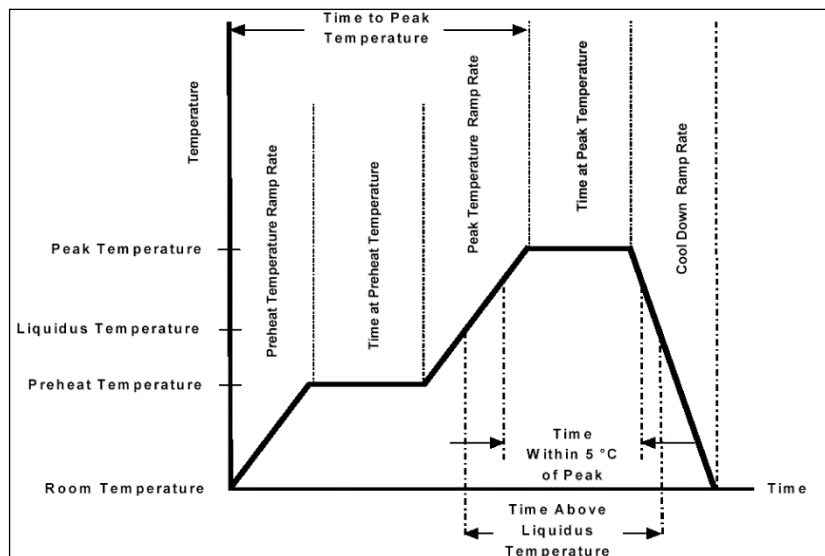 Time to Peak
Temperature
Temperature
Preheat Temperature Ramp Rate
Time at Preheat Temperature
Peak Temperature Ramp Rate
Time at Peak Temperature
Cool Down Ramp Rate
Peak Temperature
Liquidus Temperature
Preheat Temperature
Room Temperature
Time
Within 5 °C
of Peak
Time
Time Above
Liquidus
Temperature